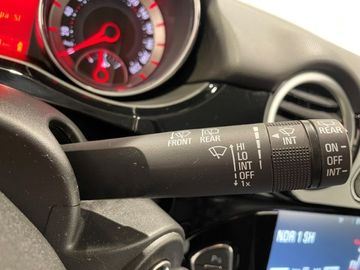 FRONT REAR
INT REAR
HI
LO
INT
OFF
1x
ON
OFF
INT
NDR 1 SH